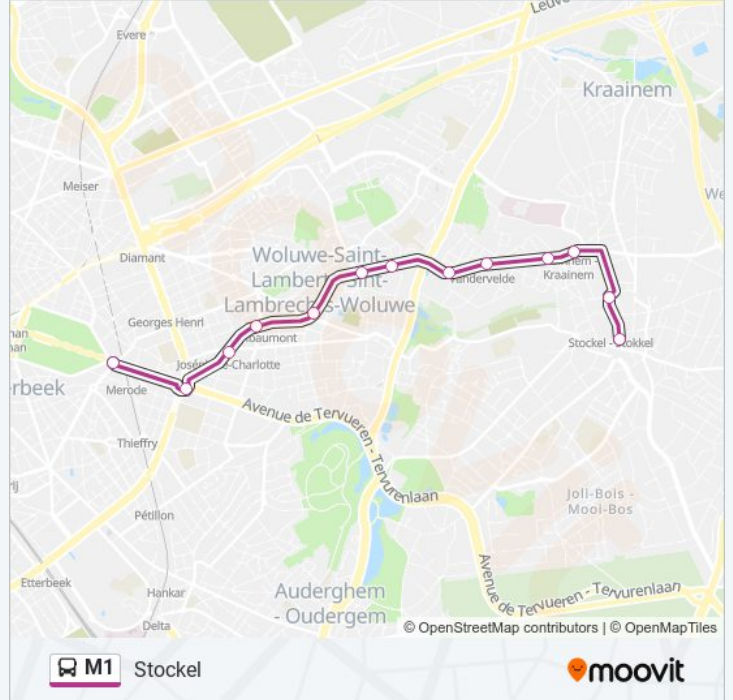 Leuve
Evere
Kraainem
Meiser
We
Diamant
Woluwe-Saint-
Lambert - Sint-
Lambrechts-Woluwe
Vandervelde
Kraainem
Georges Henri
Stockel - Stokkel
Joséphine-Charlotte
Merode
rbeek
Avenue de Tervueren - Tervurenlaan
Thieffry
Joli-Bois -
Mooi-Bos
Pétillon
Etterbeek
Hankar
Auderghem
- Oudergem
Delta
Avenue de Tervueren - Tervurenlaan
© OpenStreetMap contributors | © OpenMapTiles
M1 Stockel
moovit